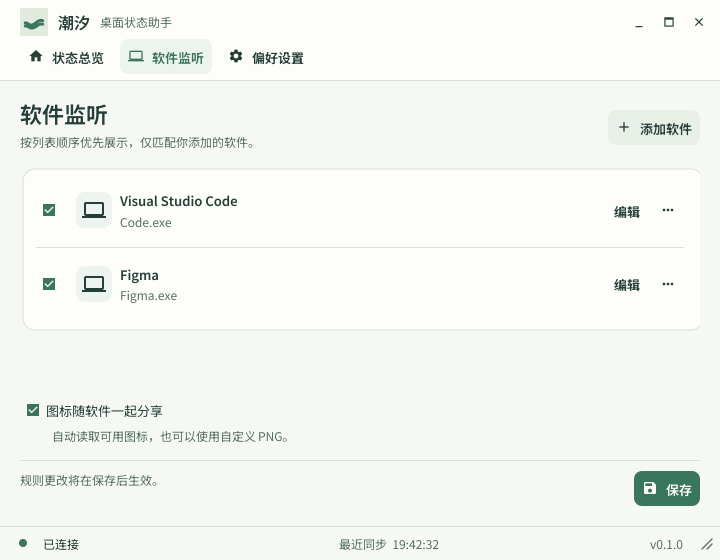 潮汐 桌面状态助手
状态总览 软件监听 偏好设置
软件监听
按列表顺序优先展示，仅匹配你添加的软件。
添加软件
Visual Studio Code
Code.exe
编辑
Figma
Figma.exe
编辑
图标随软件一起分享
自动读取可用图标，也可以使用自定义 PNG。
规则更改将在保存后生效。
保存
已连接 最近同步 19:42:32 v0.1.0